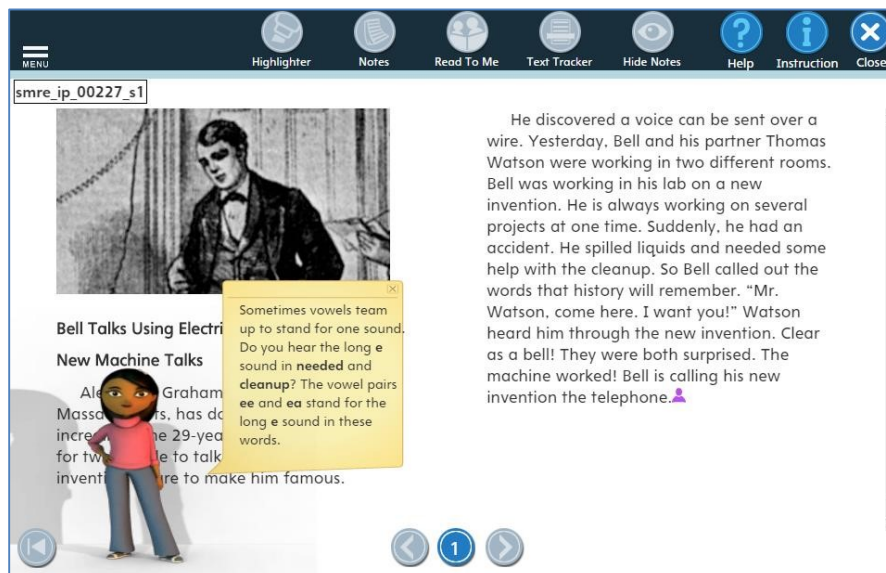 MENU
Highlighter
Notes
Read To Me
Text Tracker
Hide Notes
Help
Instruction
Close
smre_ip_00227_s1
Bell Talks Using Electri
New Machine Talks
Graham
Massa
has
incre
29-yea
for tw
le to talk
inventi
re to make him famous.
Sometimes vowels team
up to stand for one sound.
Do you hear the long e
sound in needed and
cleanup? The vowel pairs
ee and ea stand for the
long e sound in these
words.
He discovered a voice can be sent over a
wire. Yesterday, Bell and his partner Thomas
Watson were working in two different rooms.
Bell was working in his lab on a new
invention. He is always working on several
projects at one time. Suddenly, he had an
accident. He spilled liquids and needed some
help with the cleanup. So Bell called out the
words that history will remember. “Mr.
Watson, come here. I want you!” Watson
heard him through the new invention. Clear
as a bell! They were both surprised. The
machine worked! Bell is calling his new
invention the telephone.
1